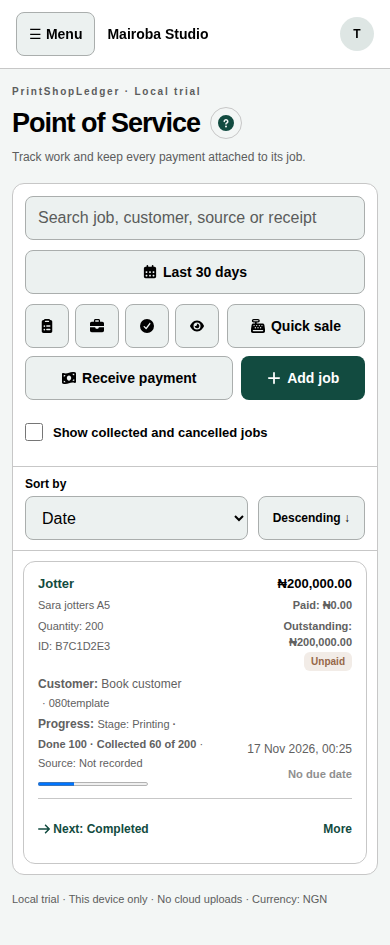 ☰ Menu
Mairoba Studio
T
PrintShopLedger · Local trial
Point of Service
?
Track work and keep every payment attached to its job.
Search job, customer, source or receipt
Last 30 days
Quick sale
Receive payment
Add job
Show collected and cancelled jobs
Sort by
Date
Descending ↓
Jotter
₦200,000.00
Sara jotters A5
Paid: ₦0.00
Quantity: 200
Outstanding:
₦200,000.00
ID: B7C1D2E3
Unpaid
Customer: Book customer
· 080template
Progress: Stage: Printing ·
Done 100 · Collected 60 of 200 ·
Source: Not recorded
17 Nov 2026, 00:25
No due date
→ Next: Completed
More
Local trial · This device only · No cloud uploads · Currency: NGN